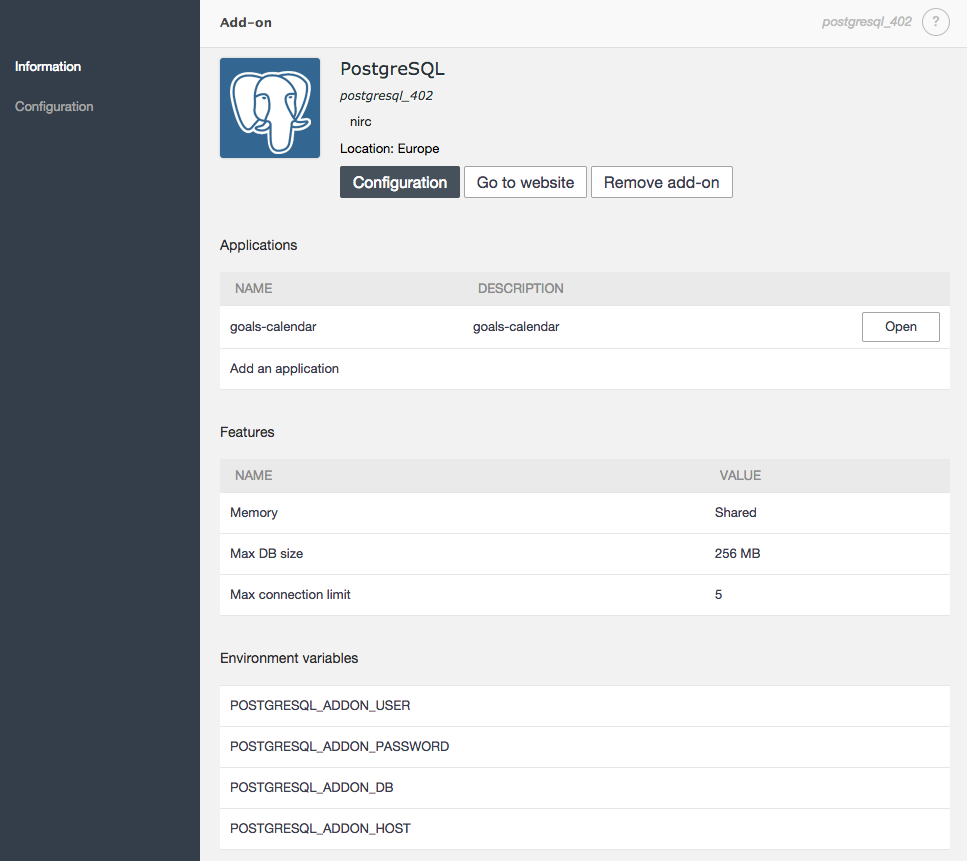 Add-on
postgresql_402
?
Information
Configuration
PostgreSQL
postgresql_402
nirc
Location: Europe
Configuration Go to website Remove add-on
Applications
NAME DESCRIPTION
goals-calendar goals-calendar Open
Add an application
Features
NAME VALUE
Memory Shared
Max DB size 256 MB
Max connection limit 5
Environment variables
POSTGRESQL_ADDON_USER
POSTGRESQL_ADDON_PASSWORD
POSTGRESQL_ADDON_DB
POSTGRESQL_ADDON_HOST